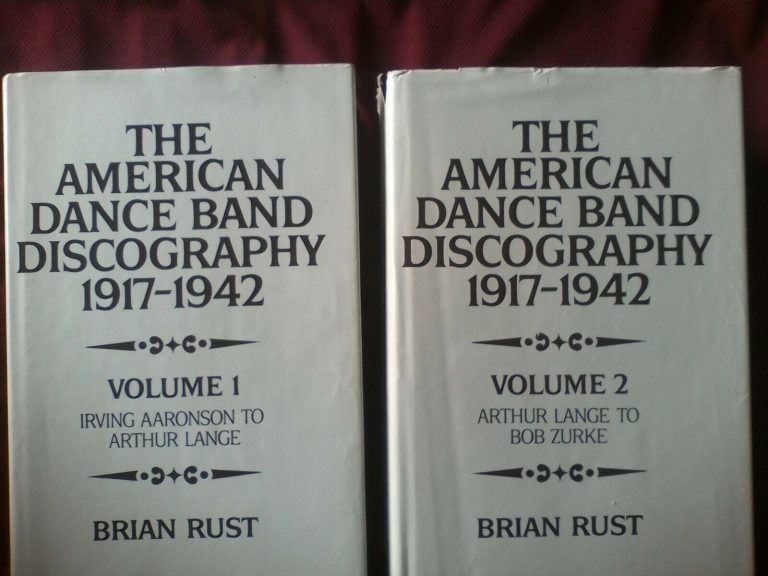 THE
AMERICAN
DANCE BAND
DISCOGRAPHY
1917-1942
VOLUME 1
IRVING AARONSON TO
ARTHUR LANGE
BRIAN RUST
THE
AMERICAN
DANCE BAND
DISCOGRAPHY
1917-1942
VOLUME 2
ARTHUR LANGE TO
BOB ZURKE
BRIAN RUST